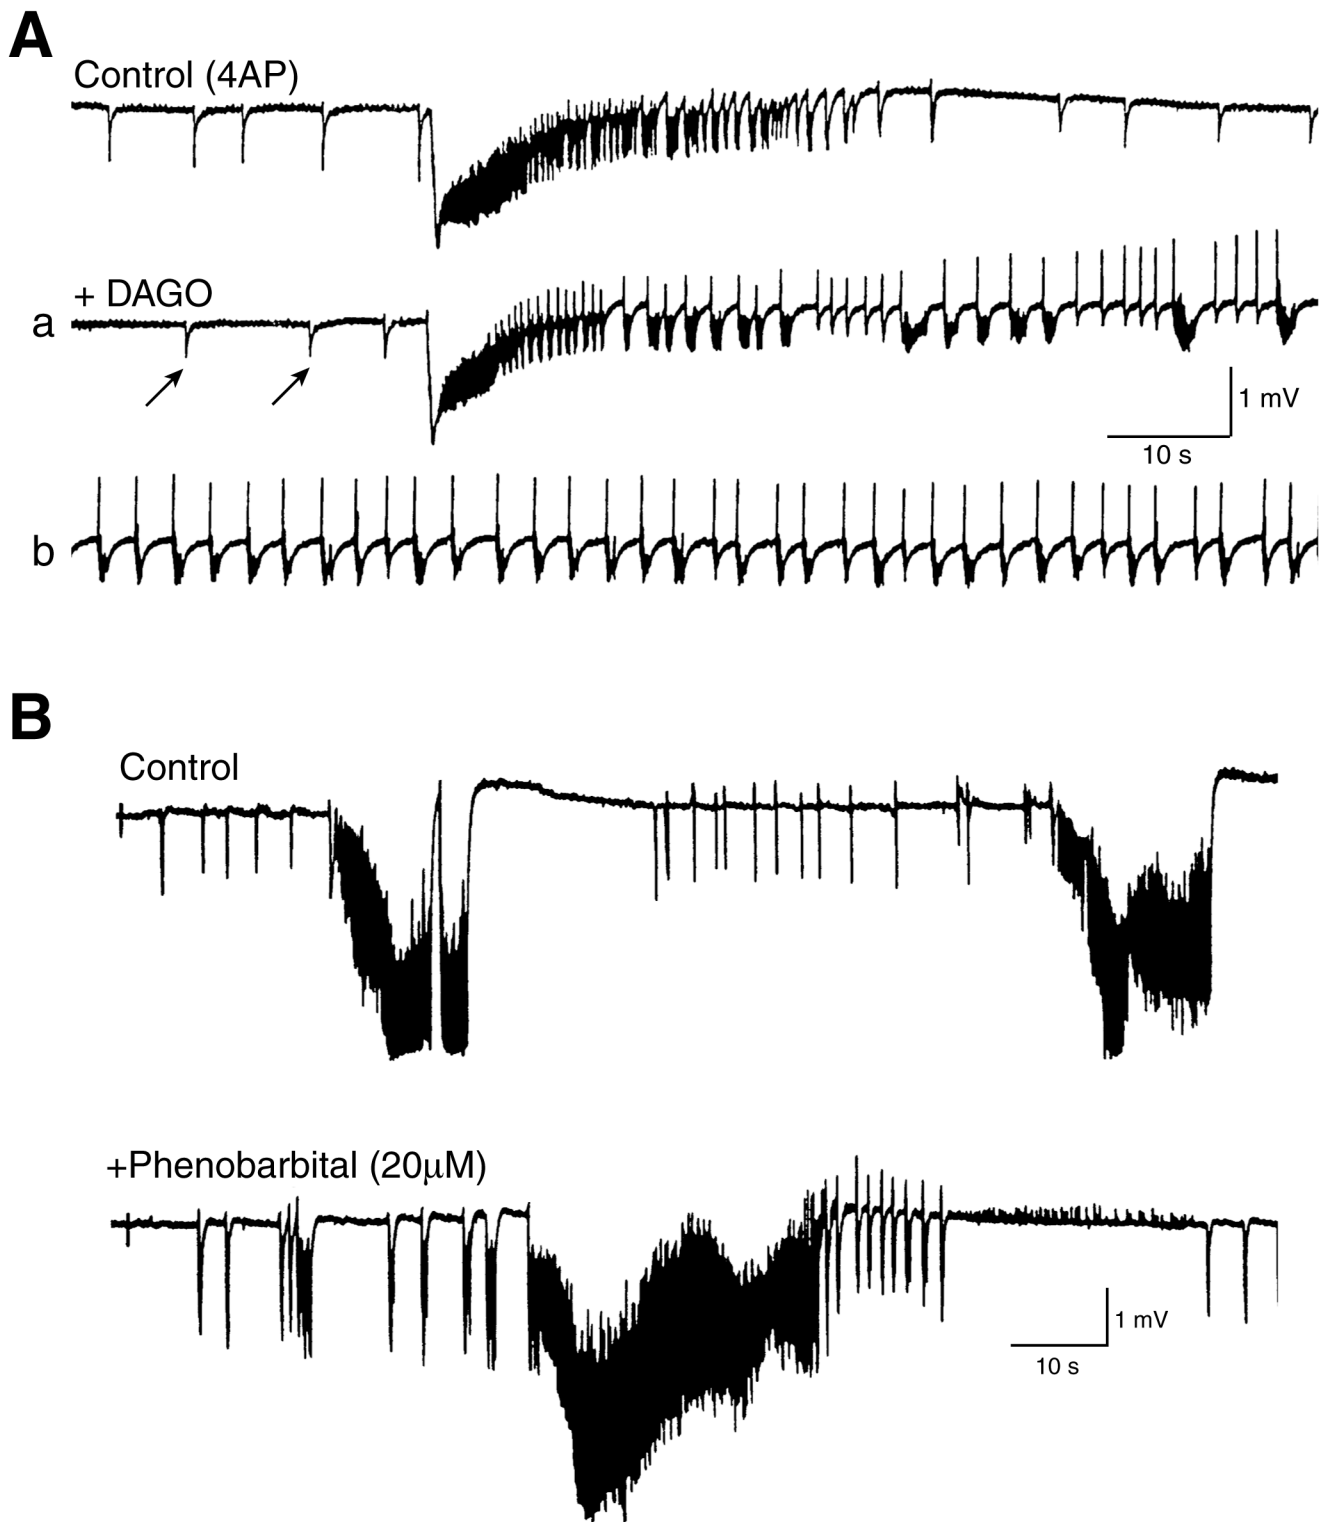 A
Control (4AP)
+ DAGO
a
1 mV
10 s
b
B
Control
+Phenobarbital (20µM)
1 mV
10 s